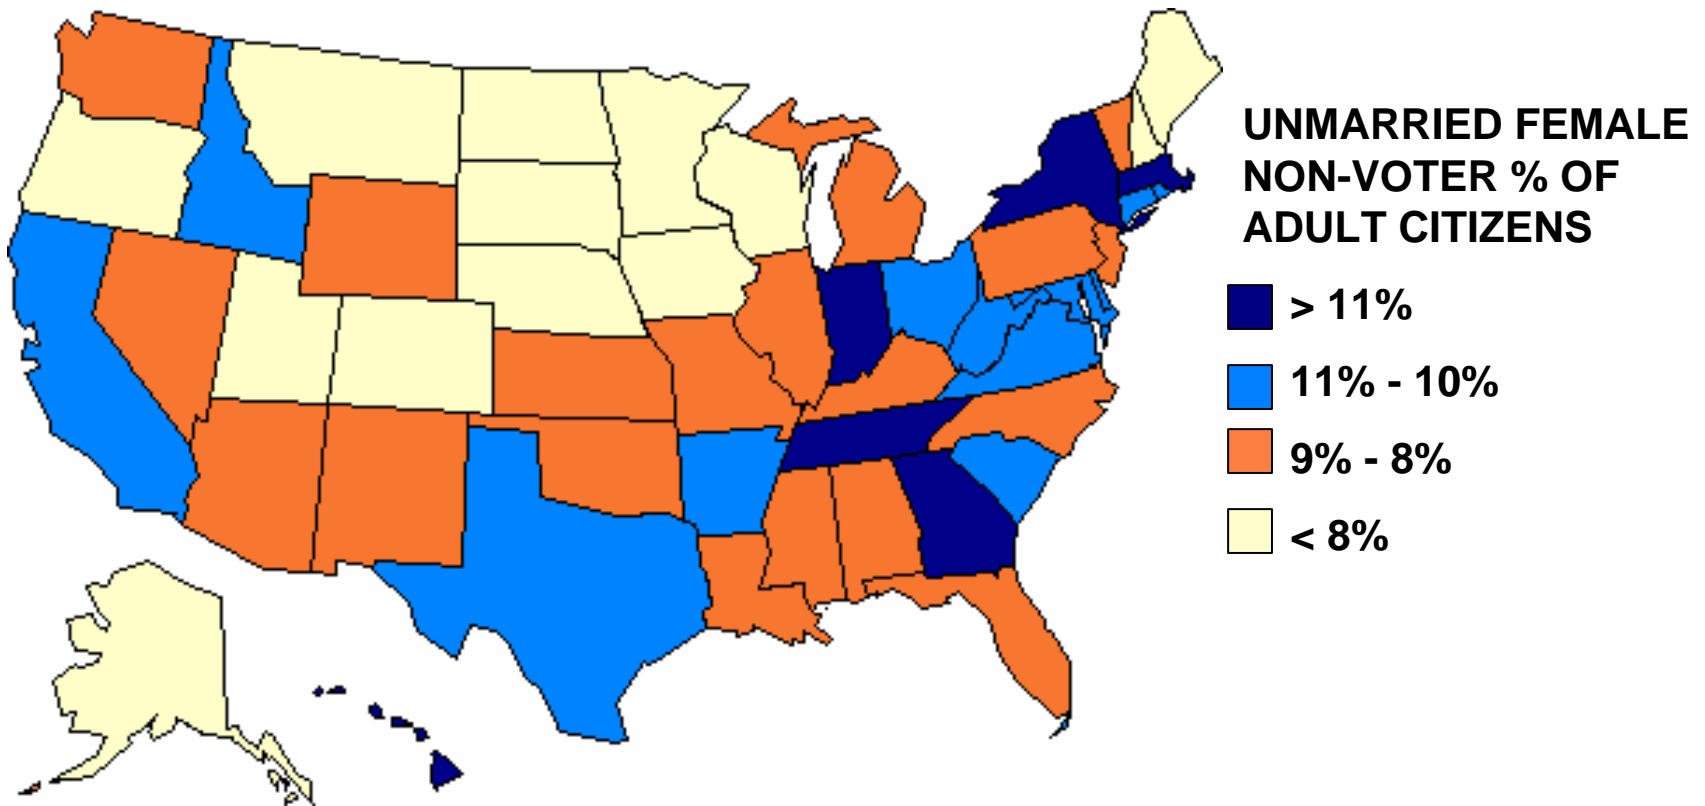 UNMARRIED FEMALE
NON-VOTER % OF
ADULT CITIZENS
> 11%
11% - 10%
9% - 8%
< 8%